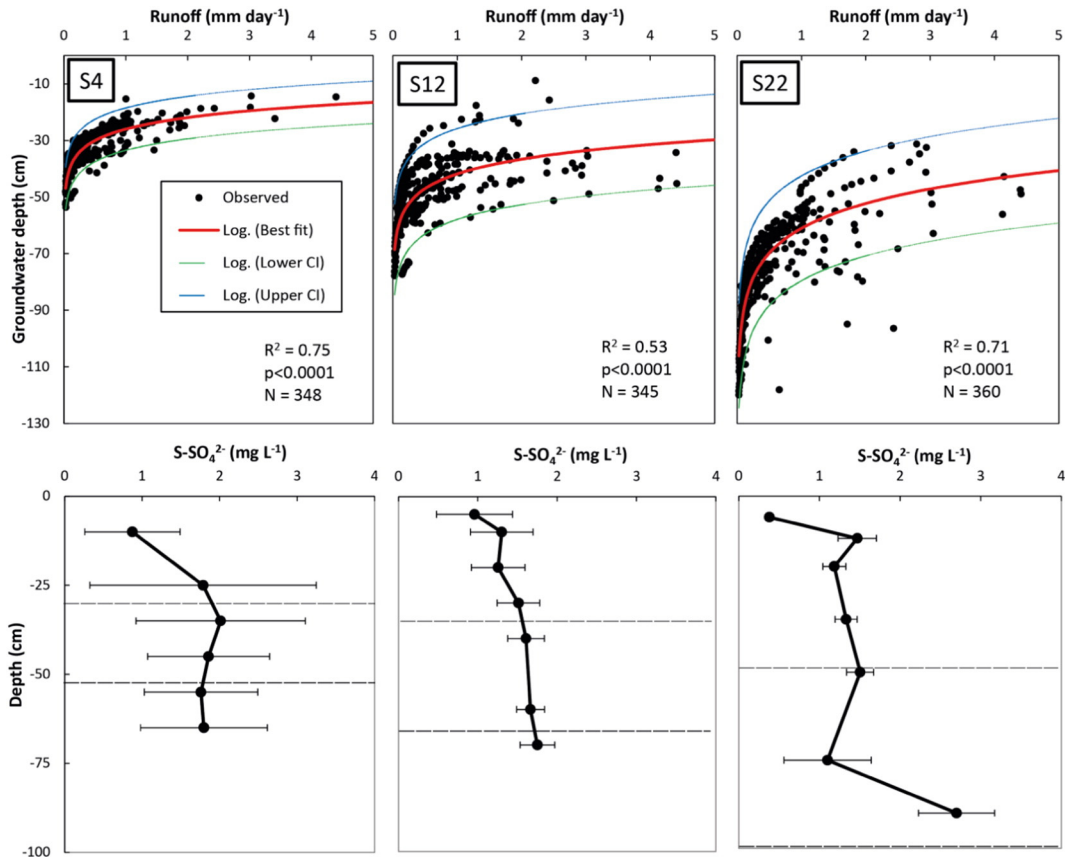 Runoff (mm day⁻¹) Runoff (mm day⁻¹) Runoff (mm day⁻¹)
0 1 2 3 4 5 0 1 2 3 4 5 0 1 2 3 4 5
S4 S12 S22
Groundwater depth (cm)
-10
-30
-50
-70
-90
-110
-130
Observed
Log. (Best fit)
Log. (Lower CI)
Log. (Upper CI)
R² = 0.75
p<0.0001
N = 348
R² = 0.53
p<0.0001
N = 345
R² = 0.71
p<0.0001
N = 360
S-SO₄²⁻ (mg L⁻¹) S-SO₄²⁻ (mg L⁻¹) S-SO₄²⁻ (mg L⁻¹)
0 1 2 3 4 0 1 2 3 4 0 1 2 3 4
Depth (cm)
0
-25
-50
-75
-100